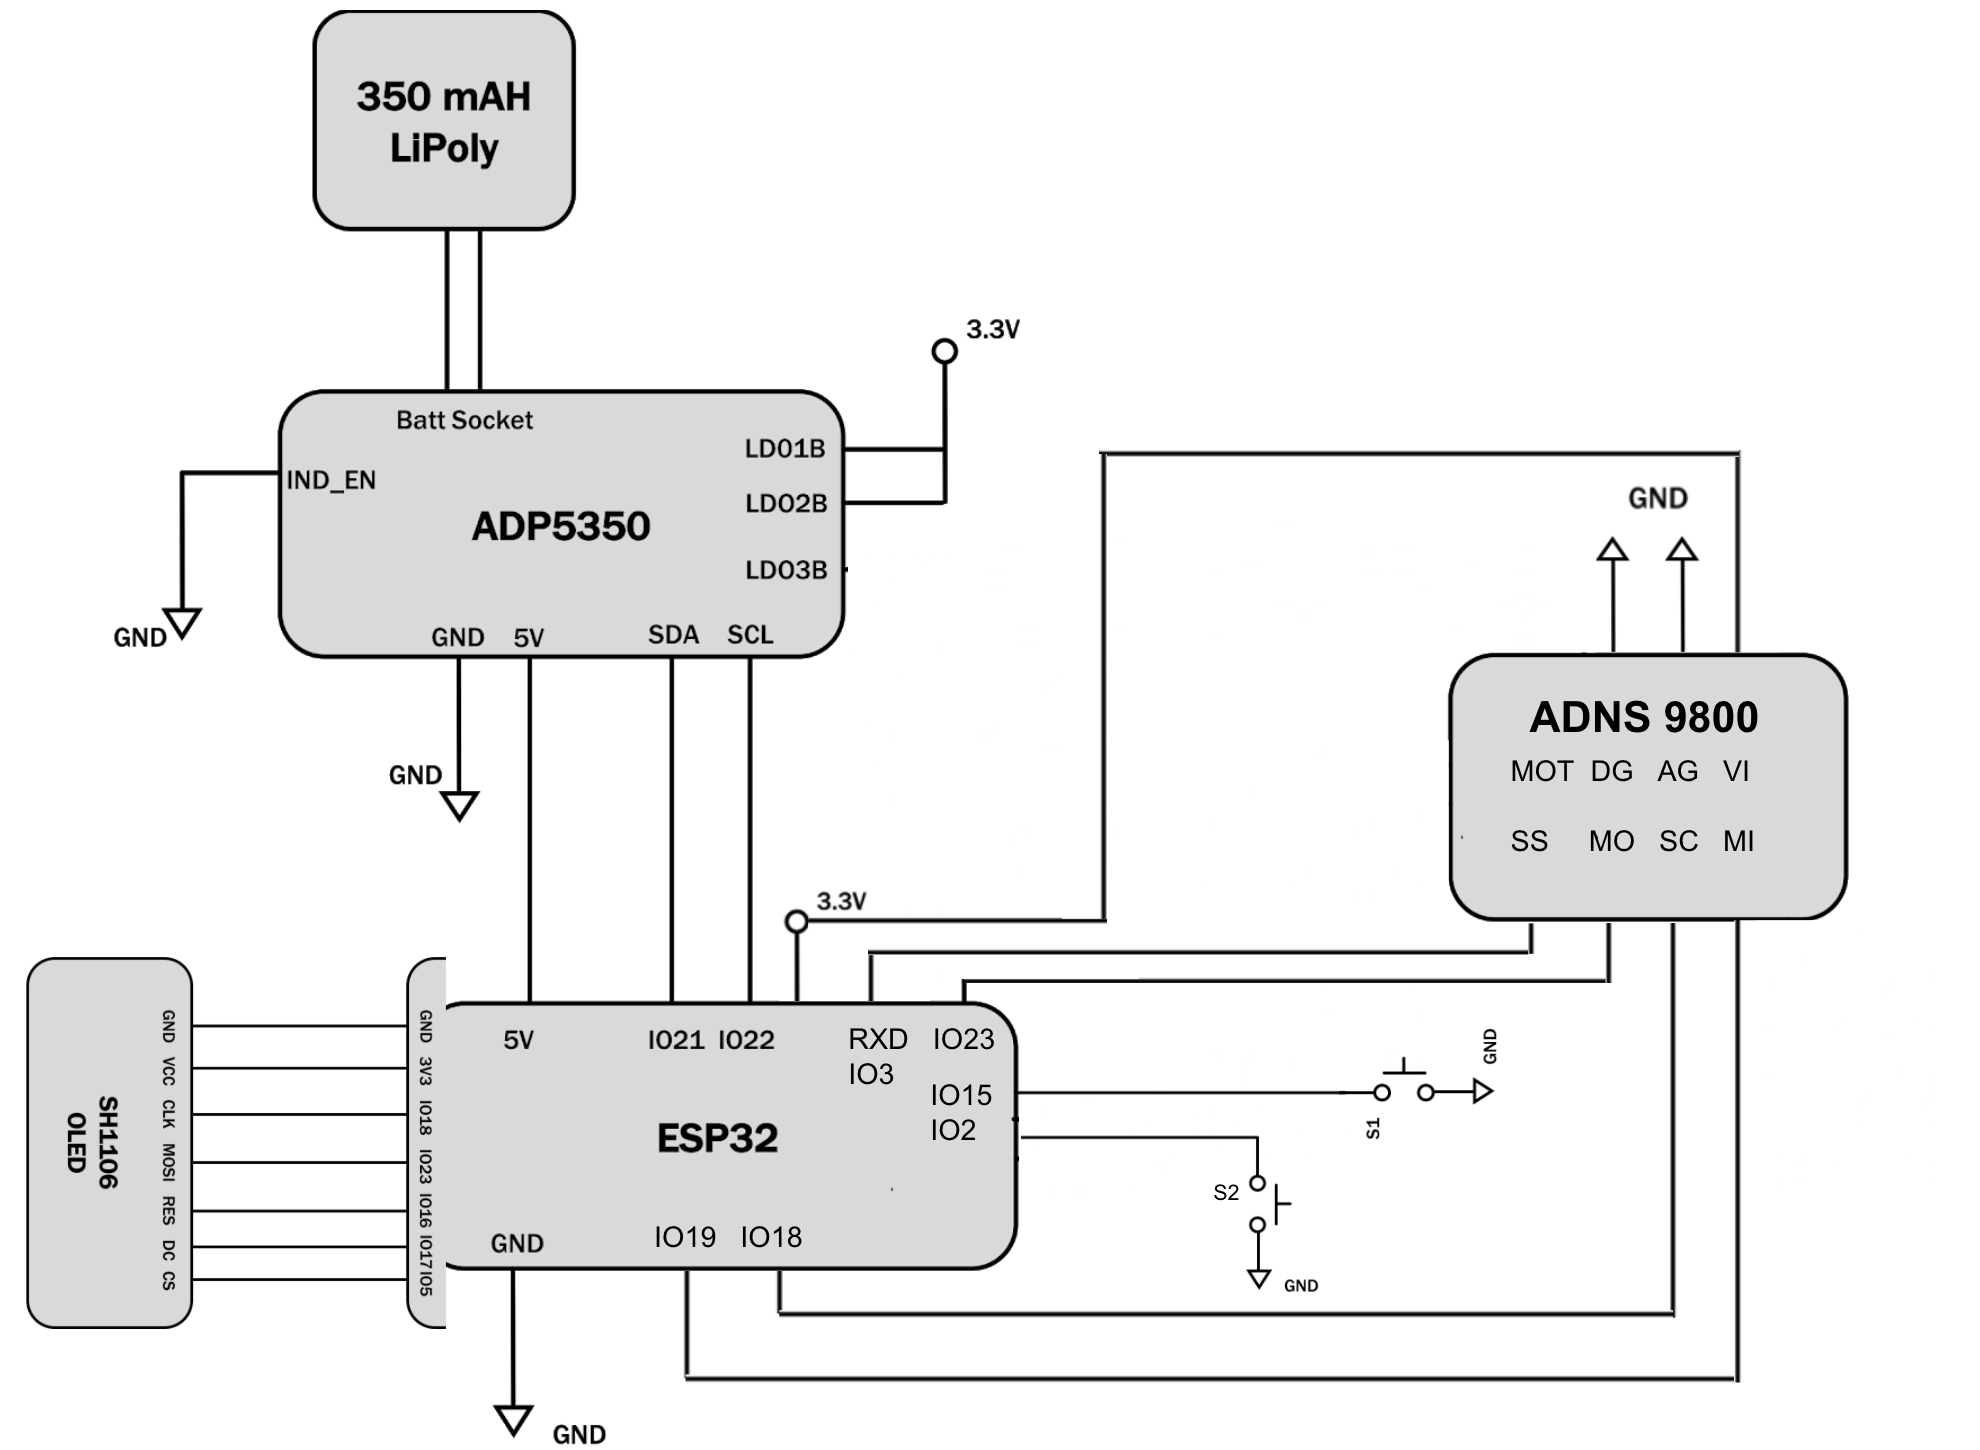 350 mAH
LiPoly
3.3V
Batt Socket
LDO1B
IND_EN
LDO2B
ADP5350
LDO3B
GND
GND 5V SDA SCL
GND
GND
ADNS 9800
MOT DG AG VI
SS MO SC MI
3.3V
SH1106
OLED
GND
VCC
CLK
MOSI
RES
DC
CS
GND
3V3
IO18
IO23
IO16
IO17
IO5
5V IO21 IO22 RXD IO23
IO3
IO15
IO2
ESP32
GND IO19 IO18
GND
S1
GND
S2
GND